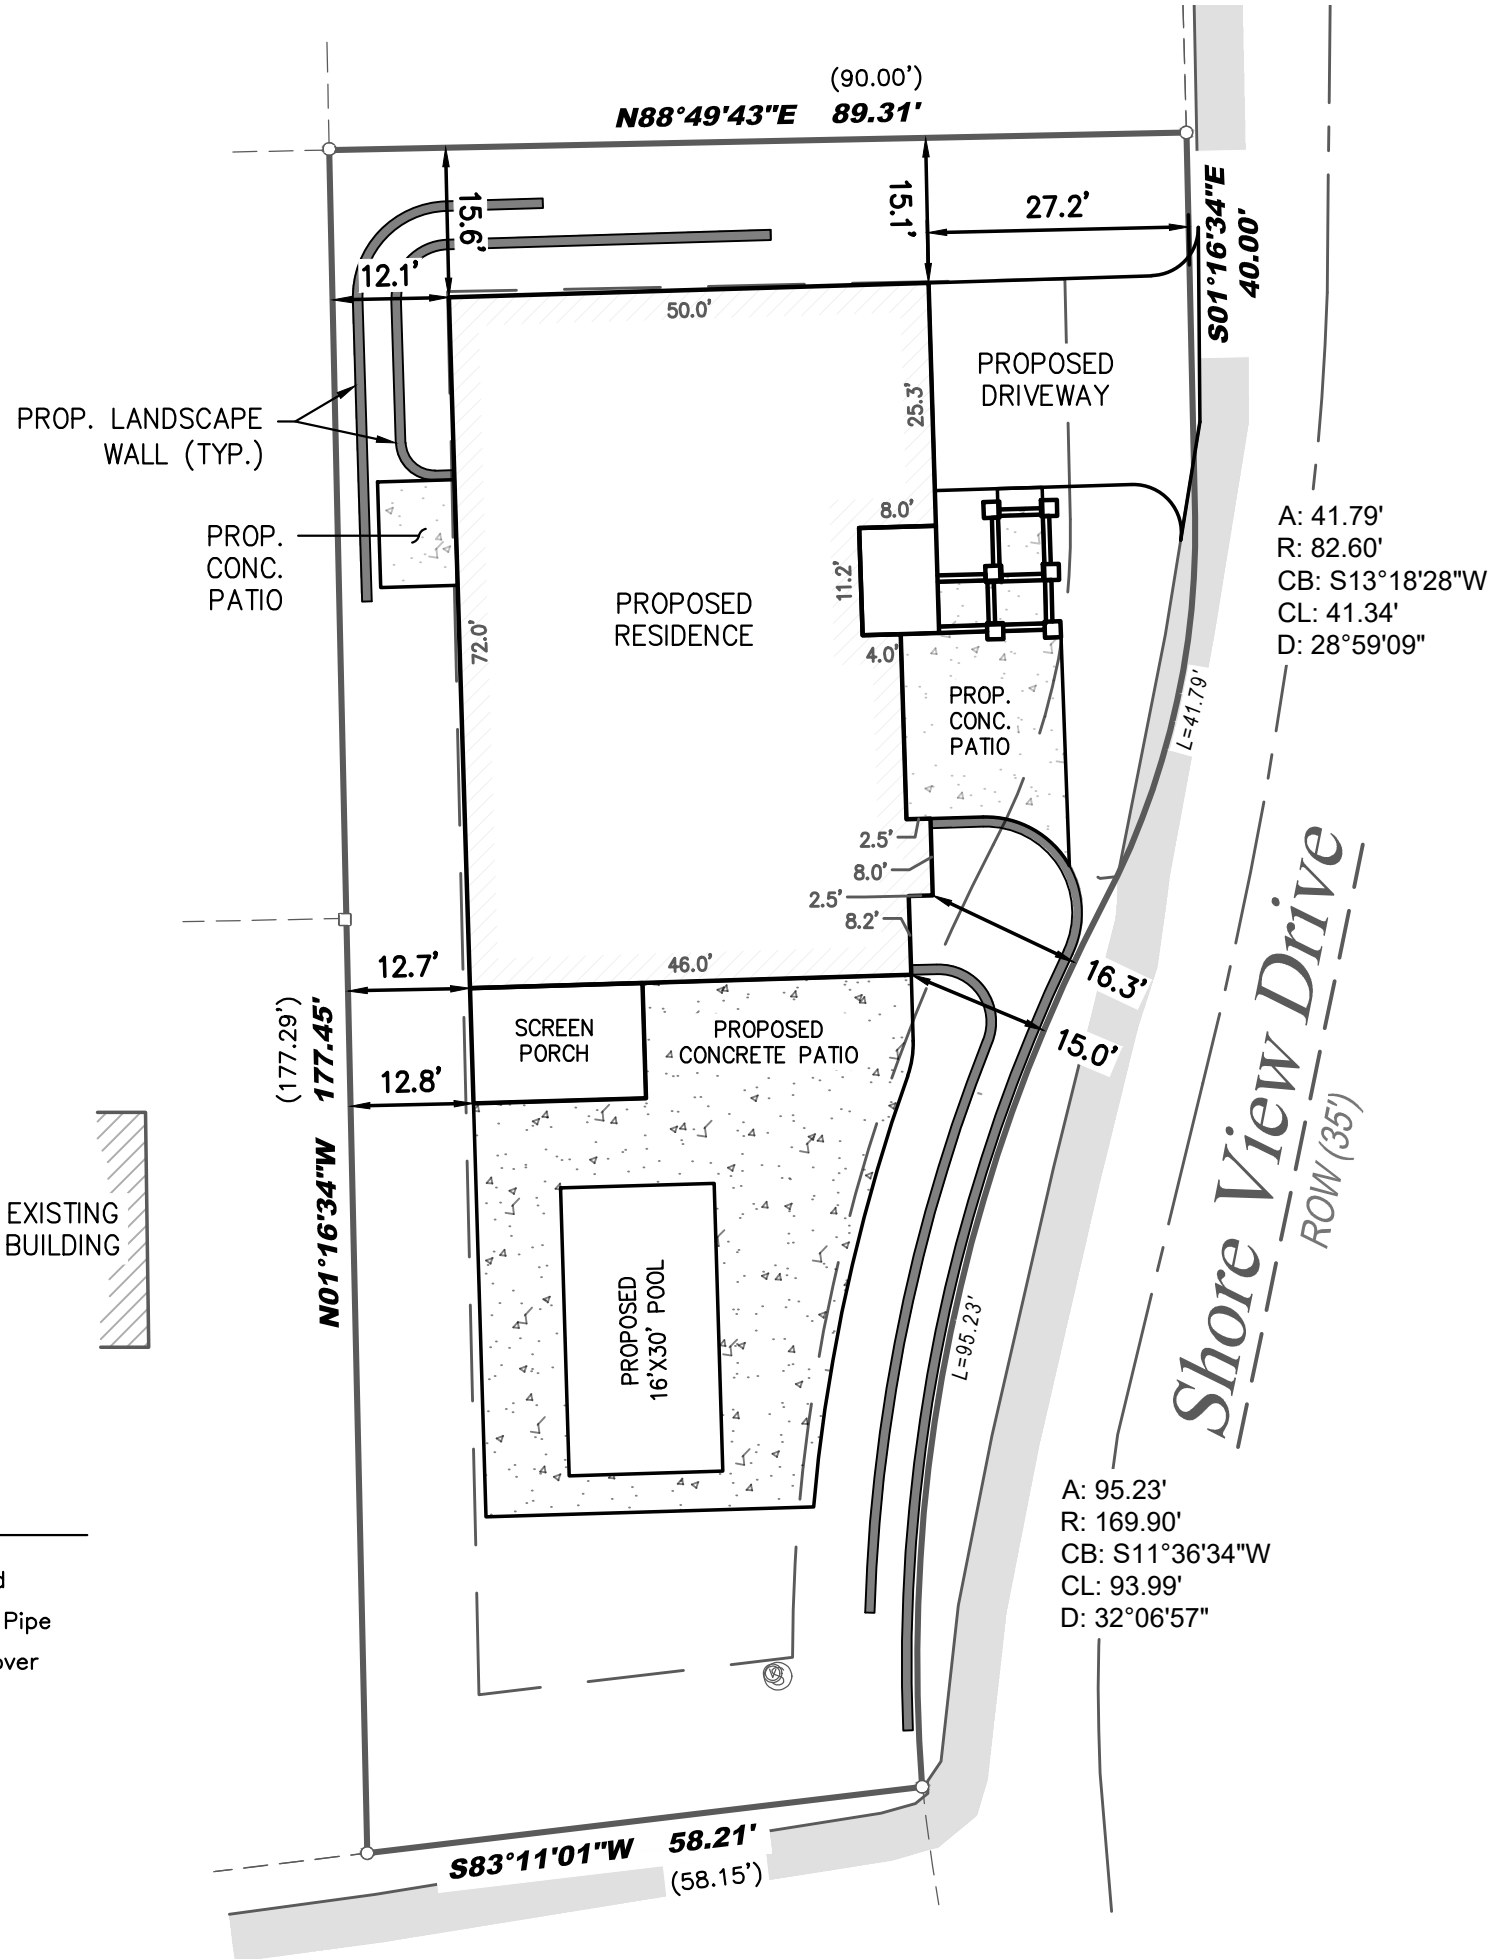 (90.00')
N88°49'43"E 89.31'
15.6'
15.1'
27.2'
S01°16'34"E
40.00'
12.1'
50.0'
PROPOSED
DRIVEWAY
25.3'
PROP. LANDSCAPE
WALL (TYP.)
8.0'
PROP.
CONC.
PATIO
11.2'
A: 41.79'
R: 82.60'
CB: S13°18'28"W
CL: 41.34'
D: 28°59'09"
PROPOSED
RESIDENCE
72.0'
4.0'
PROP.
CONC.
PATIO
L=41.79'
2.5'
8.0'
2.5'
8.2'
46.0'
12.7'
16.3'
15.0'
SCREEN
PORCH
PROPOSED
CONCRETE PATIO
12.8'
N01°16'34"W 177.45'
(177.29')
EXISTING
BUILDING
PROPOSED
16'X30' POOL
L=95.23'
Shore View Drive
ROW (35')
A: 95.23'
R: 169.90'
CB: S11°36'34"W
CL: 93.99'
D: 32°06'57"
d
Pipe
over
S83°11'01"W 58.21'
(58.15')